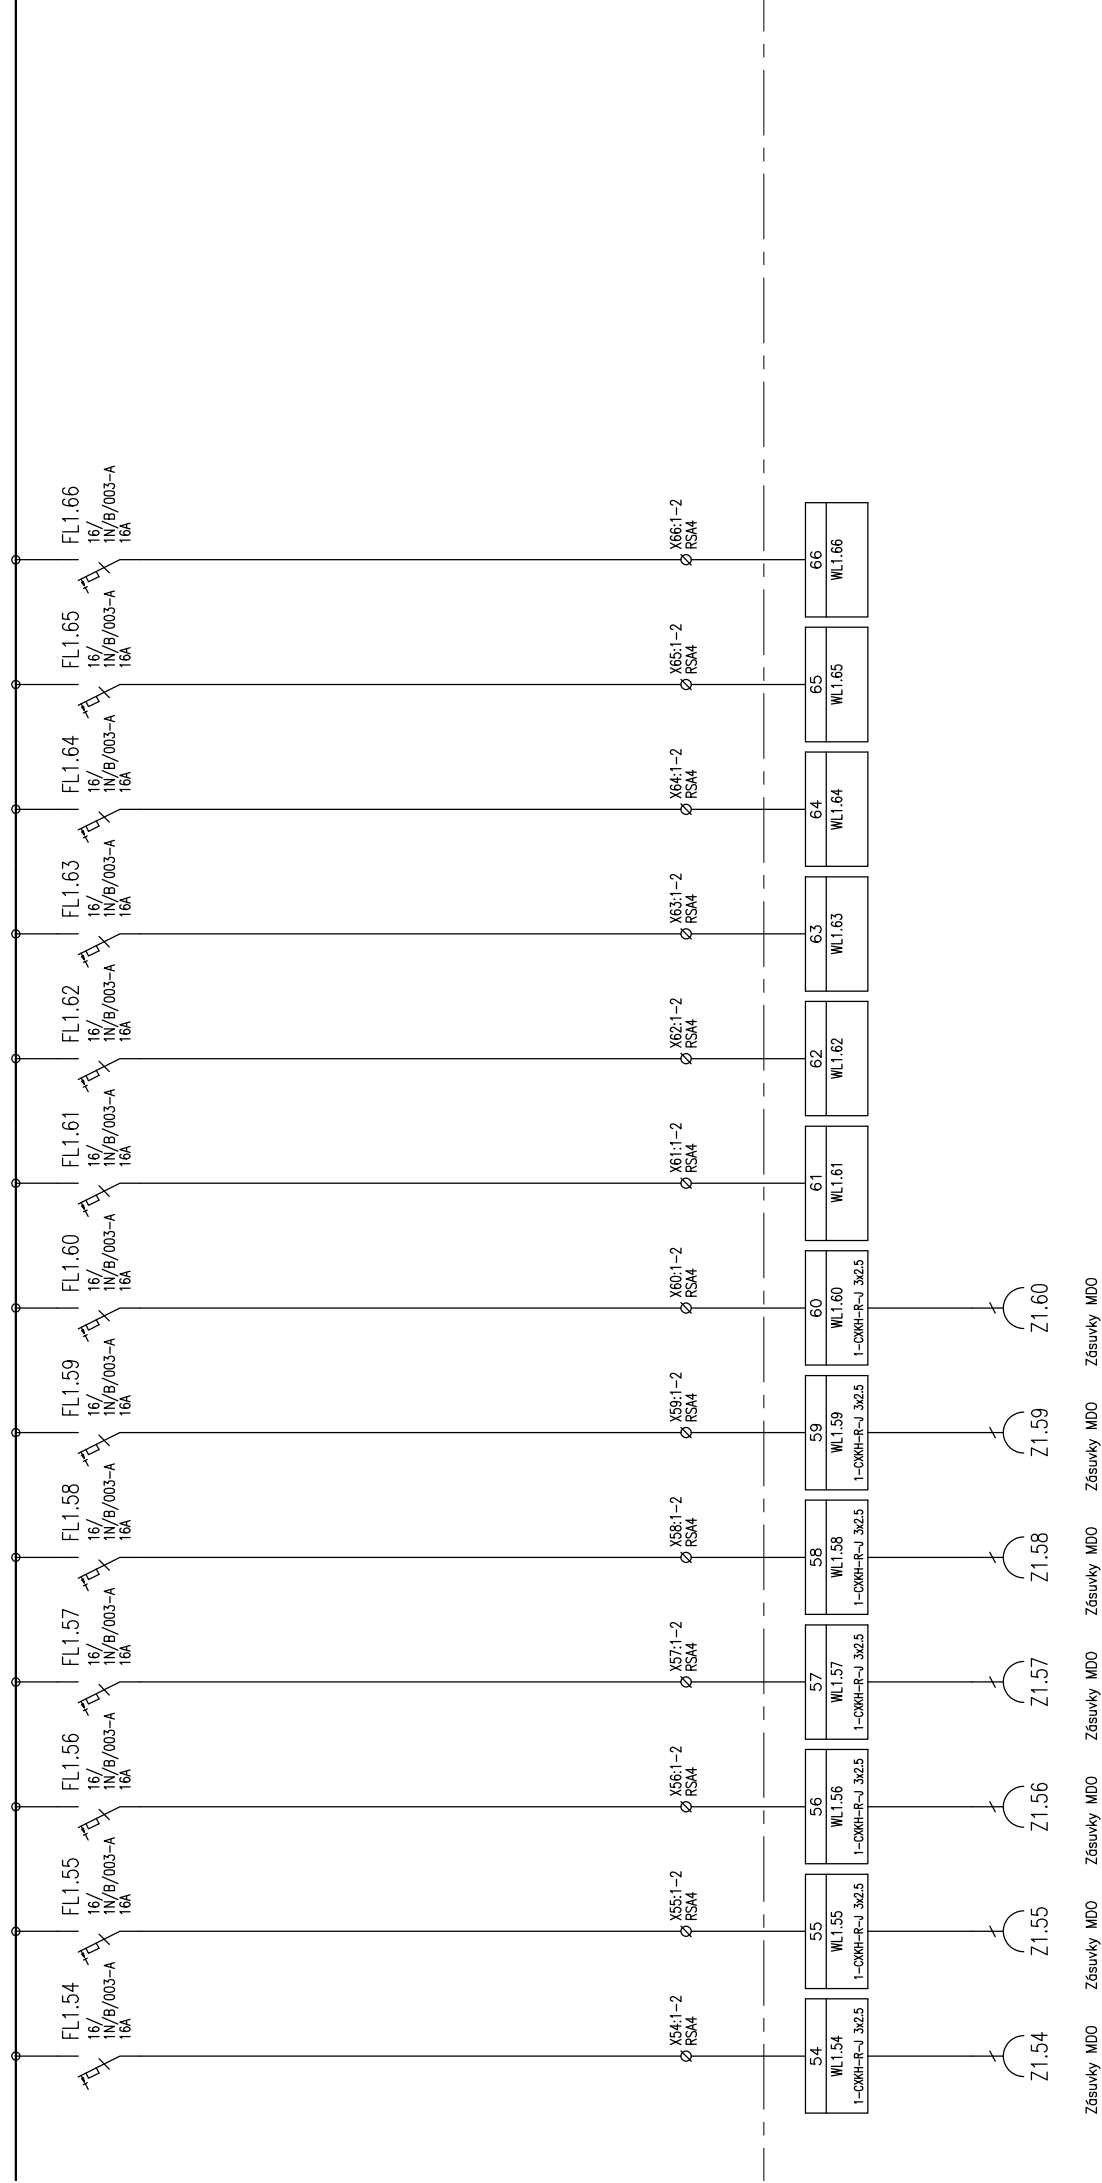 FL1.54
16/
1N/B/003-A
16A
FL1.55
16/
1N/B/003-A
16A
FL1.56
16/
1N/B/003-A
16A
FL1.57
16/
1N/B/003-A
16A
FL1.58
16/
1N/B/003-A
16A
FL1.59
16/
1N/B/003-A
16A
FL1.60
16/
1N/B/003-A
16A
FL1.61
16/
1N/B/003-A
16A
FL1.62
16/
1N/B/003-A
16A
FL1.63
16/
1N/B/003-A
16A
FL1.64
16/
1N/B/003-A
16A
FL1.65
16/
1N/B/003-A
16A
FL1.66
16/
1N/B/003-A
16A
X54:1-2
RSA4
X55:1-2
RSA4
X56:1-2
RSA4
X57:1-2
RSA4
X58:1-2
RSA4
X59:1-2
RSA4
X60:1-2
RSA4
X61:1-2
RSA4
X62:1-2
RSA4
X63:1-2
RSA4
X64:1-2
RSA4
X65:1-2
RSA4
X66:1-2
RSA4
54
WL1.54
1-CXKH-R-J 3x2.5
55
WL1.55
1-CXKH-R-J 3x2.5
56
WL1.56
1-CXKH-R-J 3x2.5
57
WL1.57
1-CXKH-R-J 3x2.5
58
WL1.58
1-CXKH-R-J 3x2.5
59
WL1.59
1-CXKH-R-J 3x2.5
60
WL1.60
1-CXKH-R-J 3x2.5
61
WL1.61
62
WL1.62
63
WL1.63
64
WL1.64
65
WL1.65
66
WL1.66
Z1.54
Z1.55
Z1.56
Z1.57
Z1.58
Z1.59
Z1.60
Zásuvky MDO
Zásuvky MDO
Zásuvky MDO
Zásuvky MDO
Zásuvky MDO
Zásuvky MDO
Zásuvky MDO